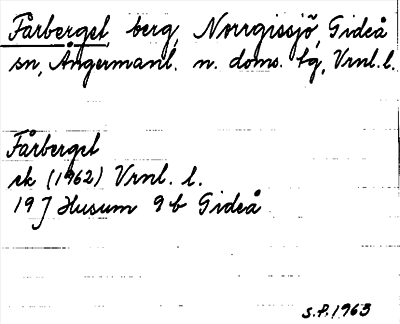 Fårberget, berg, Norrgissjö, Gideå
sn, Ångermanl. n. doms. tg, Vrnl. l.
Fårberget
ek (1962) Vrnl. l.
19 J Husum 9 b Gideå
S.P. 1963